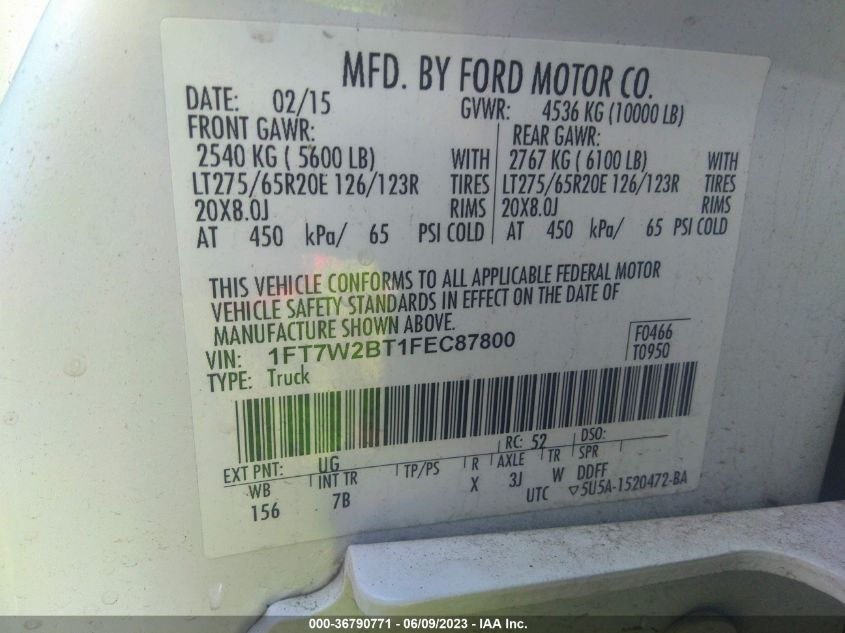 MFD. BY FORD MOTOR CO.
DATE: 02/15 GVWR: 4536 KG (10000 LB)
FRONT GAWR: REAR GAWR:
2540 KG ( 5600 LB) WITH 2767 KG ( 6100 LB) WITH
LT275/65R20E 126/123R TIRES LT275/65R20E 126/123R TIRES
20X8.0J RIMS 20X8.0J RIMS
AT 450 kPa/ 65 PSI COLD AT 450 kPa/ 65 PSI COLD
THIS VEHICLE CONFORMS TO ALL APPLICABLE FEDERAL MOTOR
VEHICLE SAFETY STANDARDS IN EFFECT ON THE DATE OF
MANUFACTURE SHOWN ABOVE.
VIN: 1FT7W2BT1FEC87800 F0466
TYPE: Truck T0950
RC: 52 DSO:
EXT PNT: UG
WB INT TR TP/PS R AXLE TR SPR
156 7B X 3J W DDFF
UTC ▽5U5A-1520472-BA
000-36790771 - 06/09/2023 - IAA Inc.